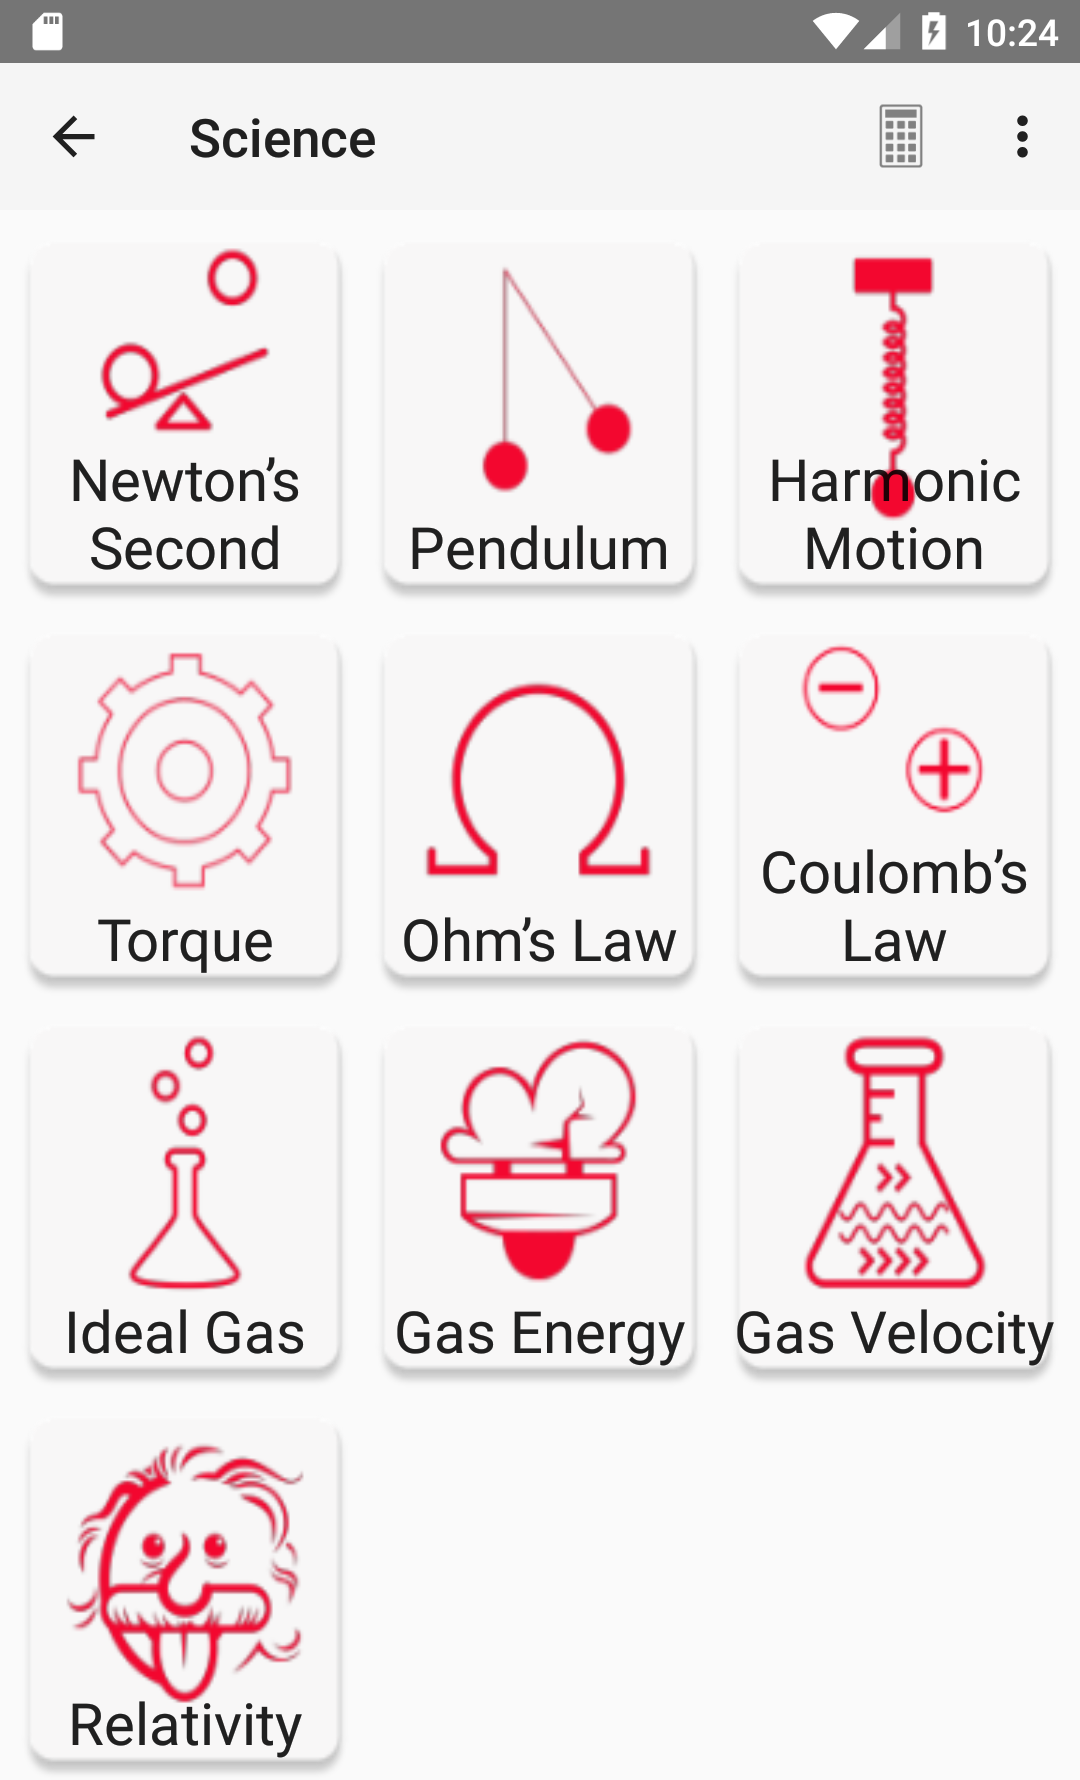 10:24
Science
Newton’s
Second
Pendulum
Harmonic
Motion
Torque
Ohm’s Law
Coulomb’s
Law
Ideal Gas
Gas Energy
Gas Velocity
Relativity